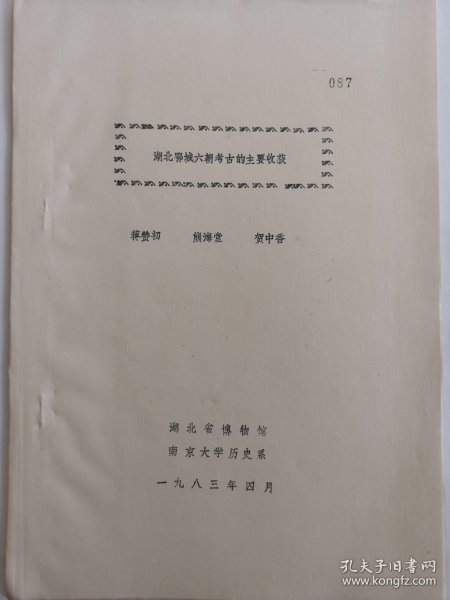 087
湖北鄂城六朝考古的主要收获
蒋赞初 熊海堂 贺中香
湖北省博物馆
南京大学历史系
一九八三年四月
孔夫子旧书网
www.kongfz.com